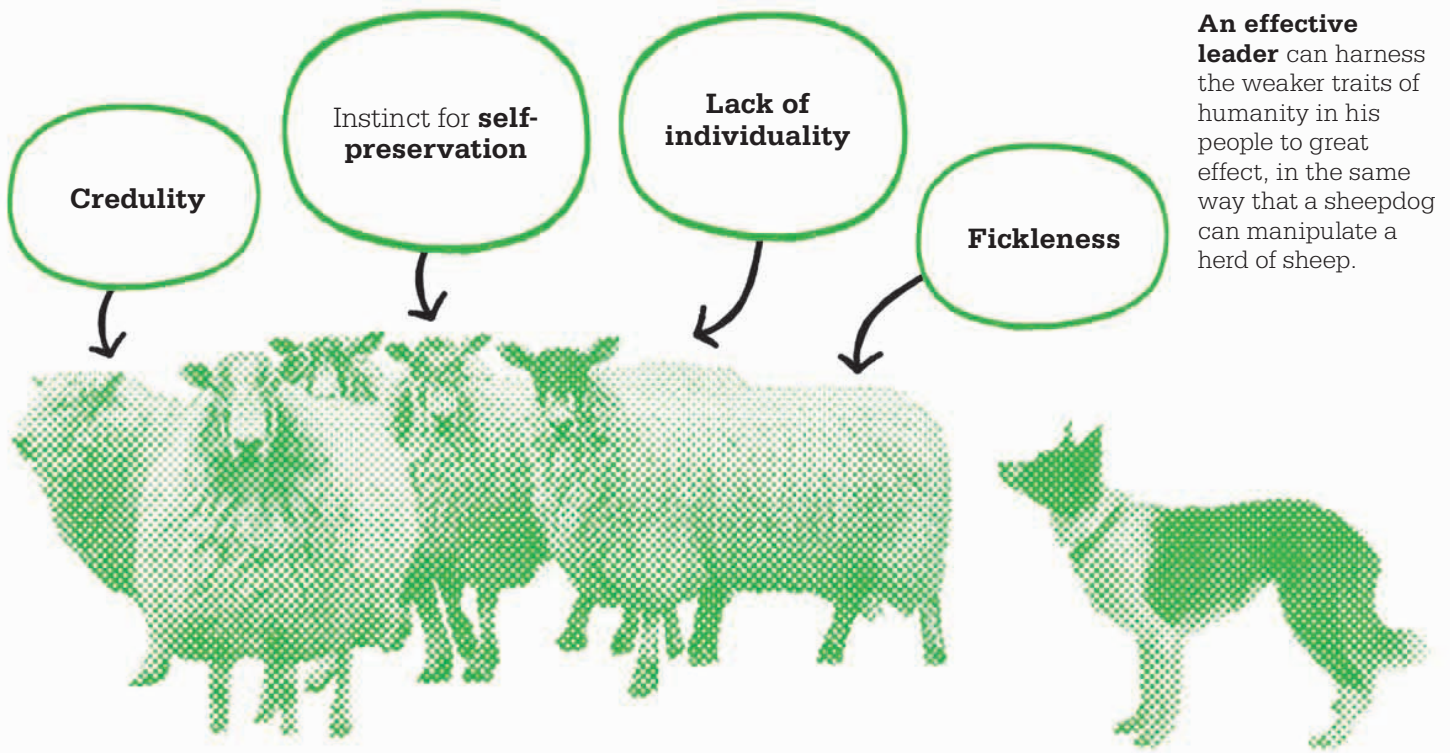 Credulity
Instinct for self-
preservation
Lack of
individuality
Fickleness
An effective
leader can harness
the weaker traits of
humanity in his
people to great
effect, in the same
way that a sheepdog
can manipulate a
herd of sheep.